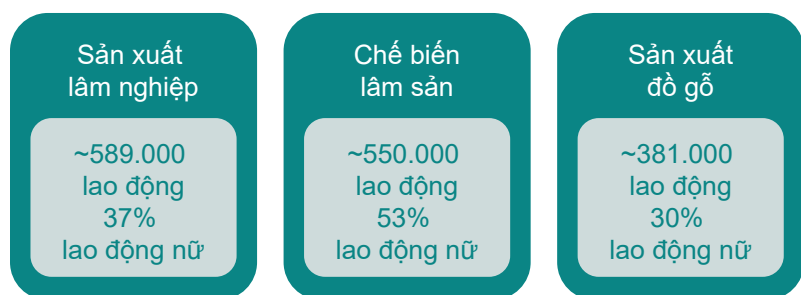 Sản xuất
lâm nghiệp
~589.000
lao động
37%
lao động nữ
Chế biến
lâm sản
~550.000
lao động
53%
lao động nữ
Sản xuất
đồ gỗ
~381.000
lao động
30%
lao động nữ